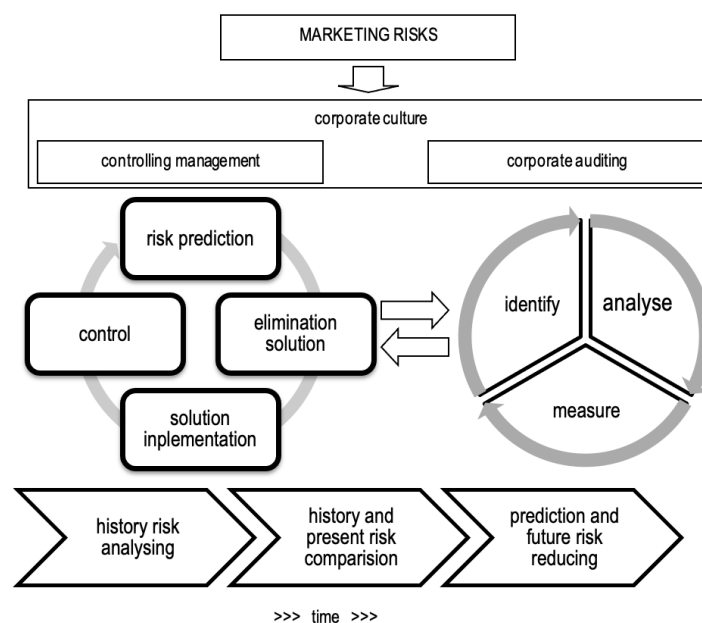 MARKETING RISKS
corporate culture
controlling management
corporate auditing
risk prediction
control
elimination
solution
solution
inplementation
identify
analyse
measure
history risk
analysing
history and
present risk
comparision
prediction and
future risk
reducing
>>> time >>>